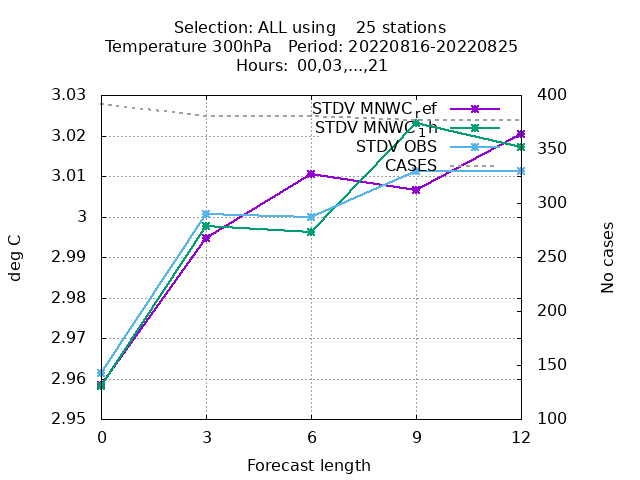 Selection: ALL using    25 stations
Temperature 300hPa   Period: 20220816-20220825
Hours:  00,03,...,21
STDV MNWC_ref
STDV MNWC_1h
STDV OBS
CASES
3.03
3.02
3.01
3
2.99
2.98
2.97
2.96
2.95
400
350
300
250
200
150
100
deg C
No cases
0 3 6 9 12
Forecast length